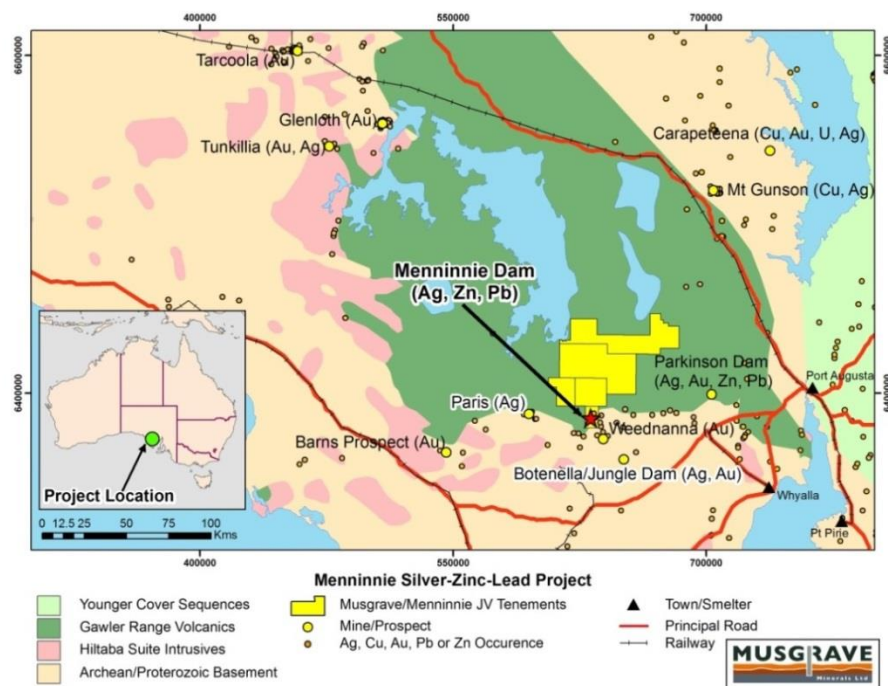 400000
550000
700000
6600000
6600000
Tarcoola (Au)
Glenloth (Au)
Tunkillia (Au, Ag)
Carapeteena (Cu, Au, U, Ag)
Mt Gunson (Cu, Ag)
Menninnie Dam
(Ag, Zn, Pb)
Parkinson Dam
(Ag, Au, Zn, Pb)
Port Augusta
6400000
6400000
Paris (Ag)
Weednanna (Au)
Barns Prospect (Au)
Botenella/Jungle Dam (Ag, Au)
Whyalla
Pt Pirie
Project Location
0 12.5 25 50 75 100
Kms
400000
550000
700000
Menninnie Silver-Zinc-Lead Project
Younger Cover Sequences
Gawler Range Volcanics
Hiltaba Suite Intrusives
Archean/Proterozoic Basement
Musgrave/Menninnie JV Tenements
Mine/Prospect
Ag, Cu, Au, Pb or Zn Occurence
Town/Smelter
Principal Road
Railway
MUSGRAVE
Minerals Ltd